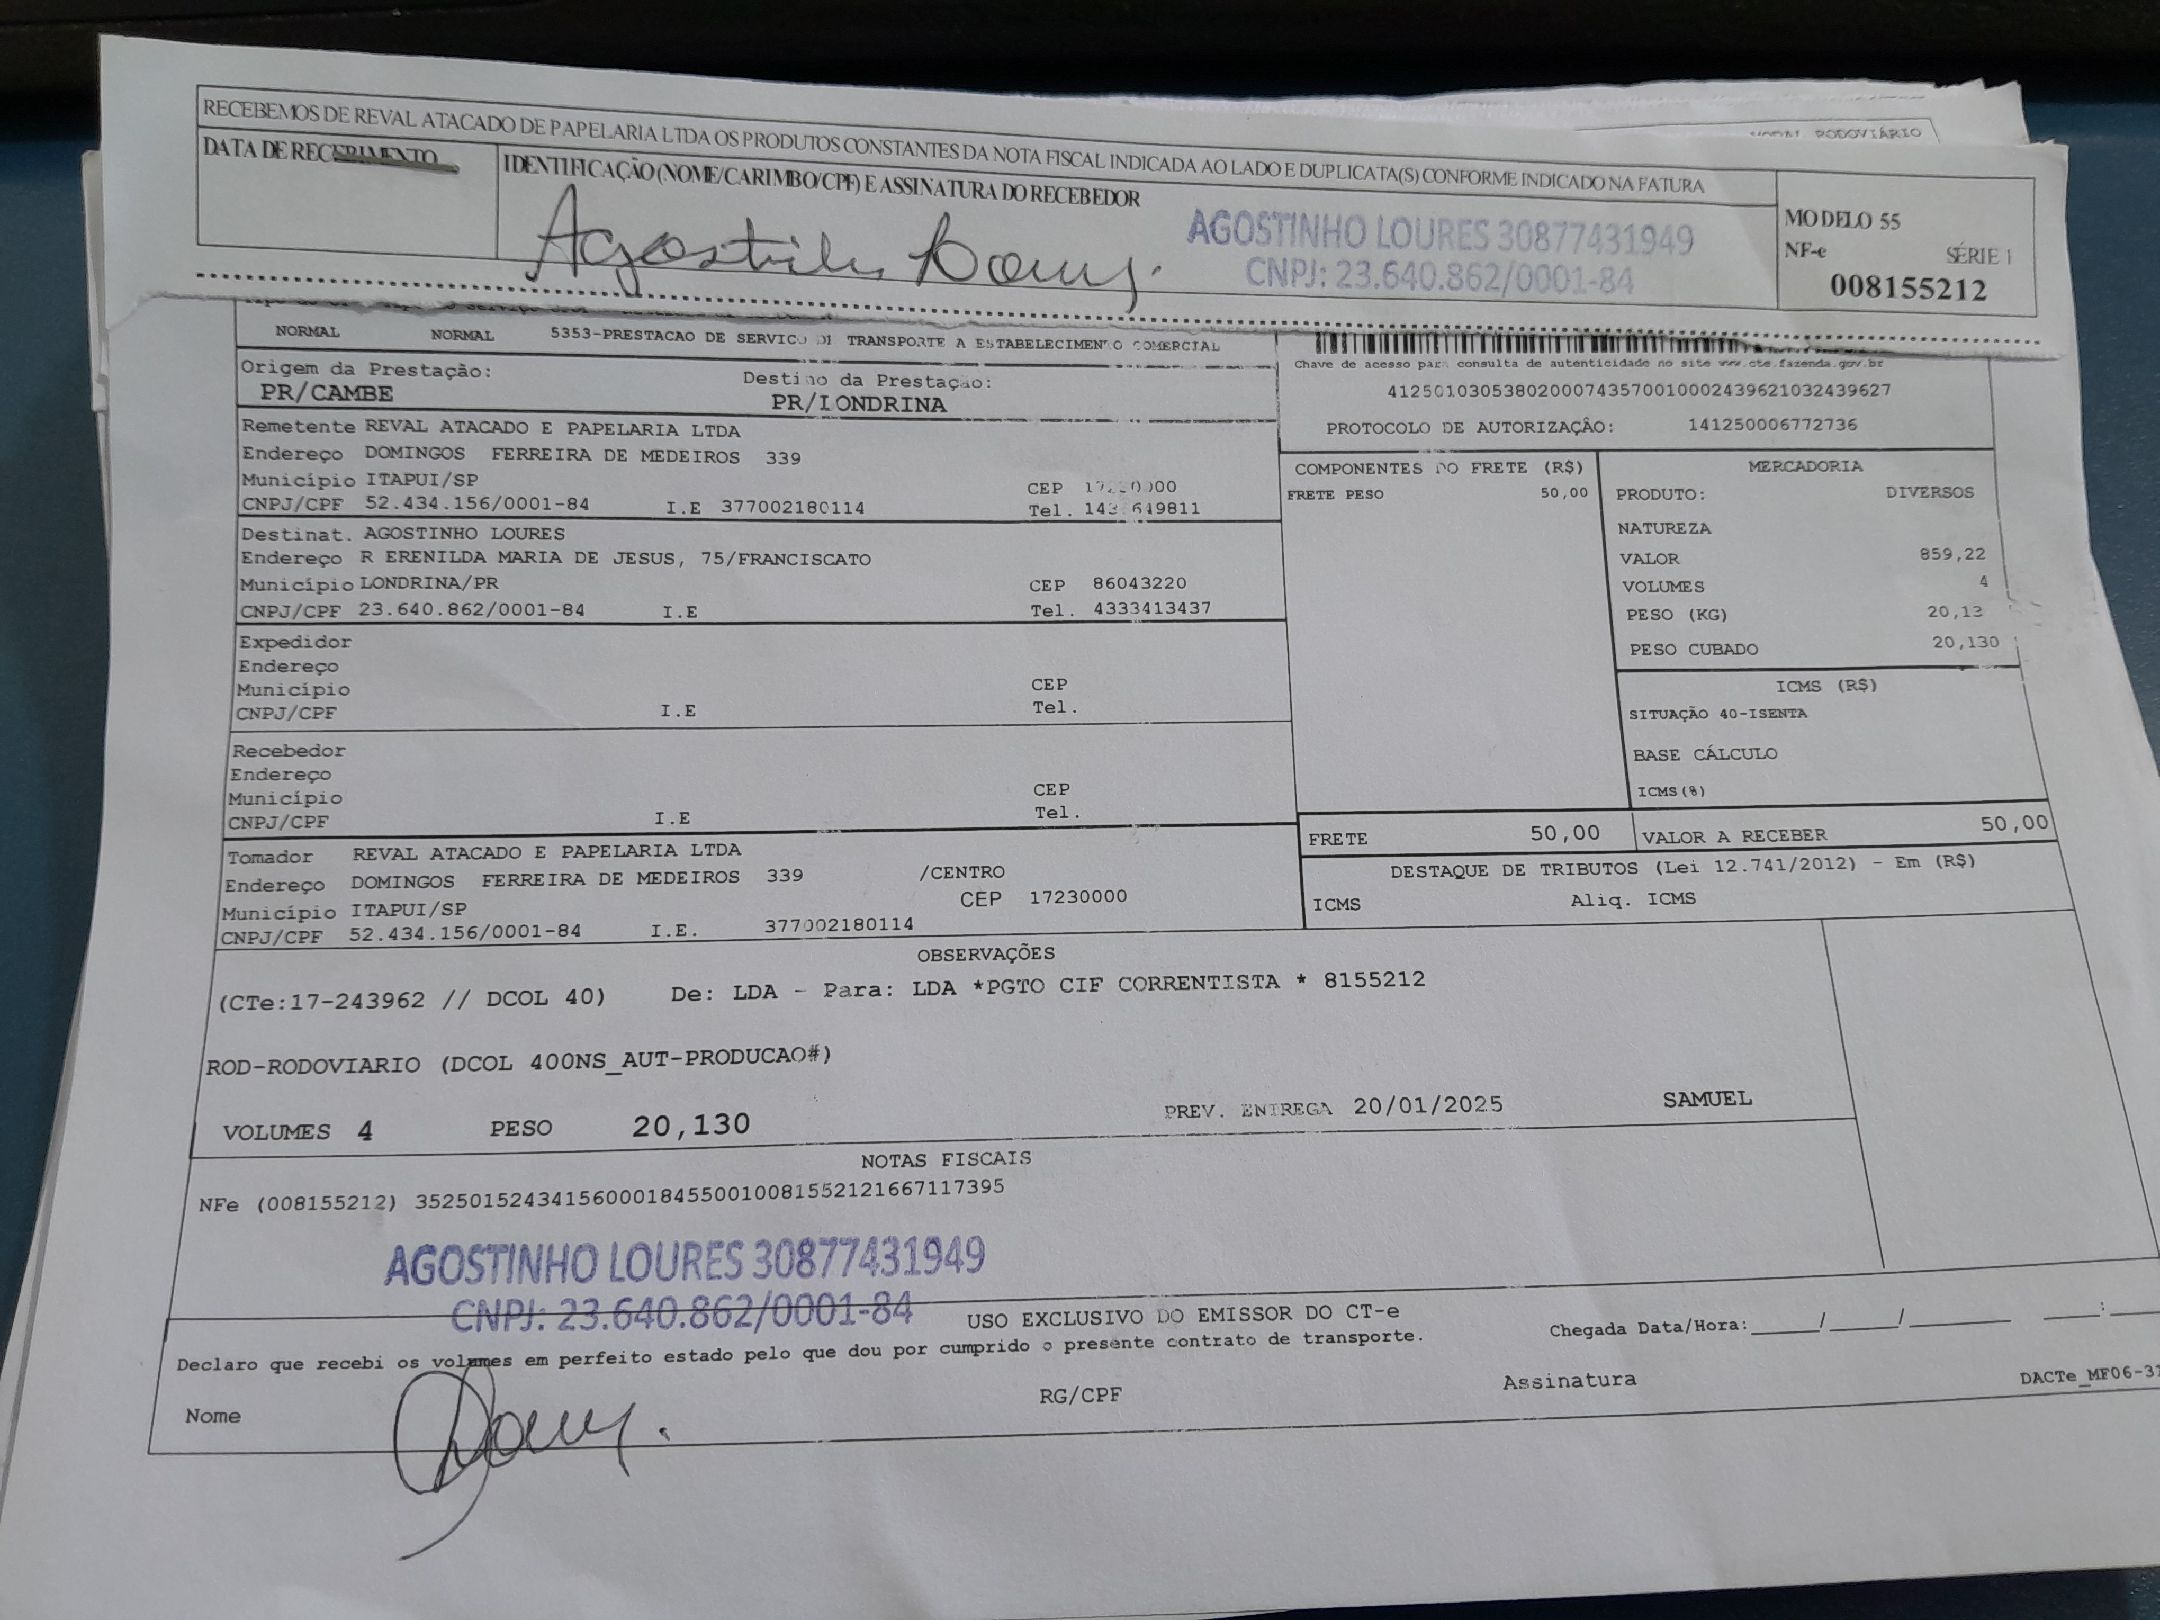 RODOVIÁRIO
RECEBEMOS DE REVAL ATACADO DE PAPELARIA LTDA OS PRODUTOS CONSTANTES DA NOTA FISCAL INDICADA AO LADO E DUPLICATA(S) CONFORME INDICADO NA FATURA
DATA DE RECEBIMENTO
IDENTIFICAÇÃO (NOME/CARIMBO/CPF) E ASSINATURA DO RECEBEDOR
AGOSTINHO LOURES 30877431949
CNPJ: 23.640.862/0001-84
MODELO 55
NF-e SÉRIE 1
008155212
NORMAL NORMAL 5353-PRESTACAO DE SERVICO DE TRANSPORTE A ESTABELECIMENTO COMERCIAL
Origem da Prestação: Destino da Prestação:
PR/CAMBE PR/LONDRINA
Chave de acesso para consulta de autenticidade no site www.cte.fazenda.gov.br
41250103053802000743570010002439621032439627
PROTOCOLO DE AUTORIZAÇÃO: 141250006772736
Remetente REVAL ATACADO E PAPELARIA LTDA
Endereço DOMINGOS FERREIRA DE MEDEIROS 339
Município ITAPUI/SP CEP
CNPJ/CPF 52.434.156/0001-84 I.E 377002180114 Tel.
Destinat. AGOSTINHO LOURES
Endereço R ERENILDA MARIA DE JESUS, 75/FRANCISCATO
Município LONDRINA/PR CEP 86043220
CNPJ/CPF 23.640.862/0001-84 I.E Tel. 4333413437
Expedidor
Endereço
Município CEP
CNPJ/CPF I.E Tel.
Recebedor
Endereço
Município CEP
CNPJ/CPF I.E Tel.
Tomador REVAL ATACADO E PAPELARIA LTDA
Endereço DOMINGOS FERREIRA DE MEDEIROS 339 /CENTRO
Município ITAPUI/SP CEP 17230000
CNPJ/CPF 52.434.156/0001-84 I.E. 377002180114
COMPONENTES DO FRETE (R$)
FRETE PESO 50,00
MERCADORIA
PRODUTO: DIVERSOS
NATUREZA
VALOR 859,22
VOLUMES 4
PESO (KG) 20,13
PESO CUBADO 20,130
ICMS (R$)
SITUAÇÃO 40-ISENTA
BASE CÁLCULO
ICMS(%)
FRETE 50,00 VALOR A RECEBER 50,00
DESTAQUE DE TRIBUTOS (Lei 12.741/2012) - Em (R$)
ICMS Aliq. ICMS
OBSERVAÇÕES
(CTe:17-243962 // DCOL 40) De: LDA - Para: LDA *PGTO CIF CORRENTISTA * 8155212
ROD-RODOVIARIO (DCOL 400NS_AUT-PRODUCAO#)
VOLUMES 4 PESO 20,130 PREV. ENTREGA 20/01/2025 SAMUEL
NOTAS FISCAIS
NFe (008155212) 35250152434156000184550010081552121667117395
AGOSTINHO LOURES 30877431949
CNPJ: 23.640.862/0001-84
USO EXCLUSIVO DO EMISSOR DO CT-e
Declaro que recebi os volumes em perfeito estado pelo que dou por cumprido o presente contrato de transporte.
Chegada Data/Hora:_____/_____/_______ ____:____
Nome RG/CPF Assinatura
DACTe_MF06-31